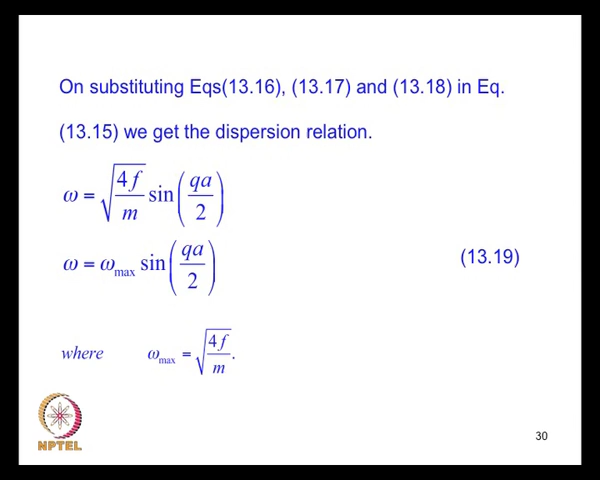 On substituting Eqs(13.16), (13.17) and (13.18) in Eq.
(13.15) we get the dispersion relation.
ω = √(4f/m) sin(qa/2)
ω = ω_max sin(qa/2) (13.19)
where ω_max = √(4f/m).
NPTEL
30